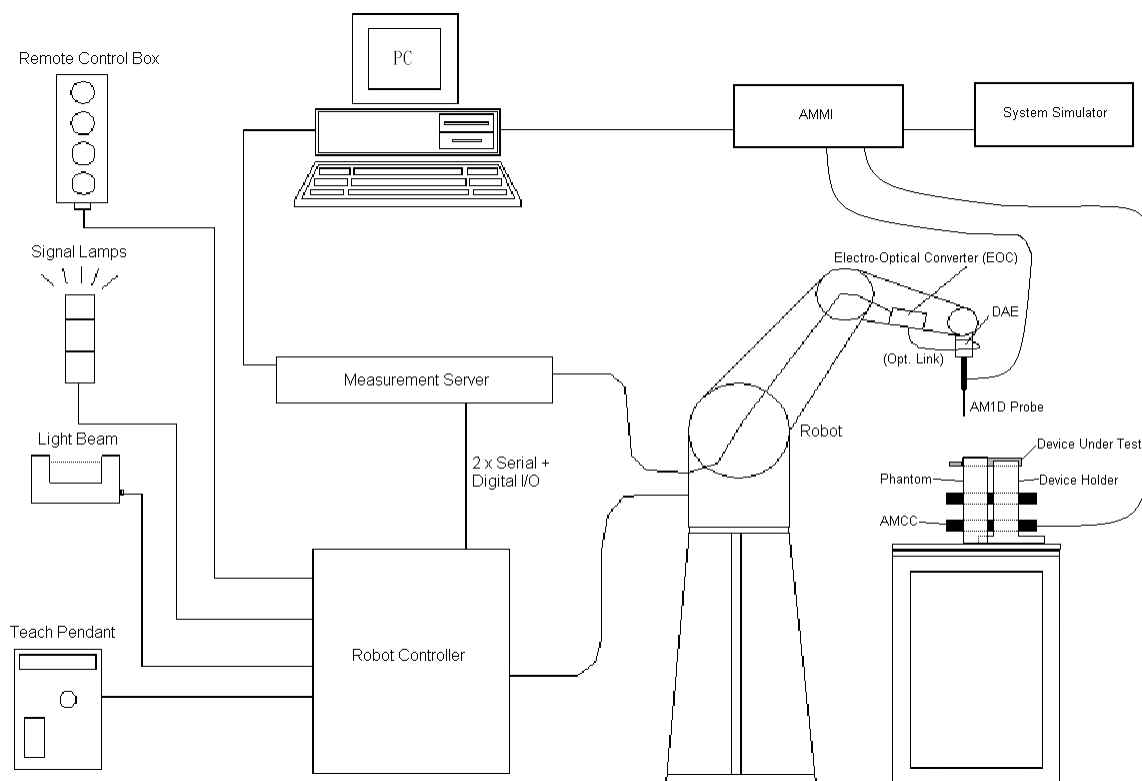 Remote Control Box
PC
AMMI
System Simulator
Signal Lamps
Electro-Optical Converter (EOC)
DAE
(Opt. Link)
Measurement Server
AM1D Probe
Light Beam
Robot
2 x Serial +
Digital I/O
Device Under Test
Phantom
Device Holder
AMCC
Teach Pendant
Robot Controller